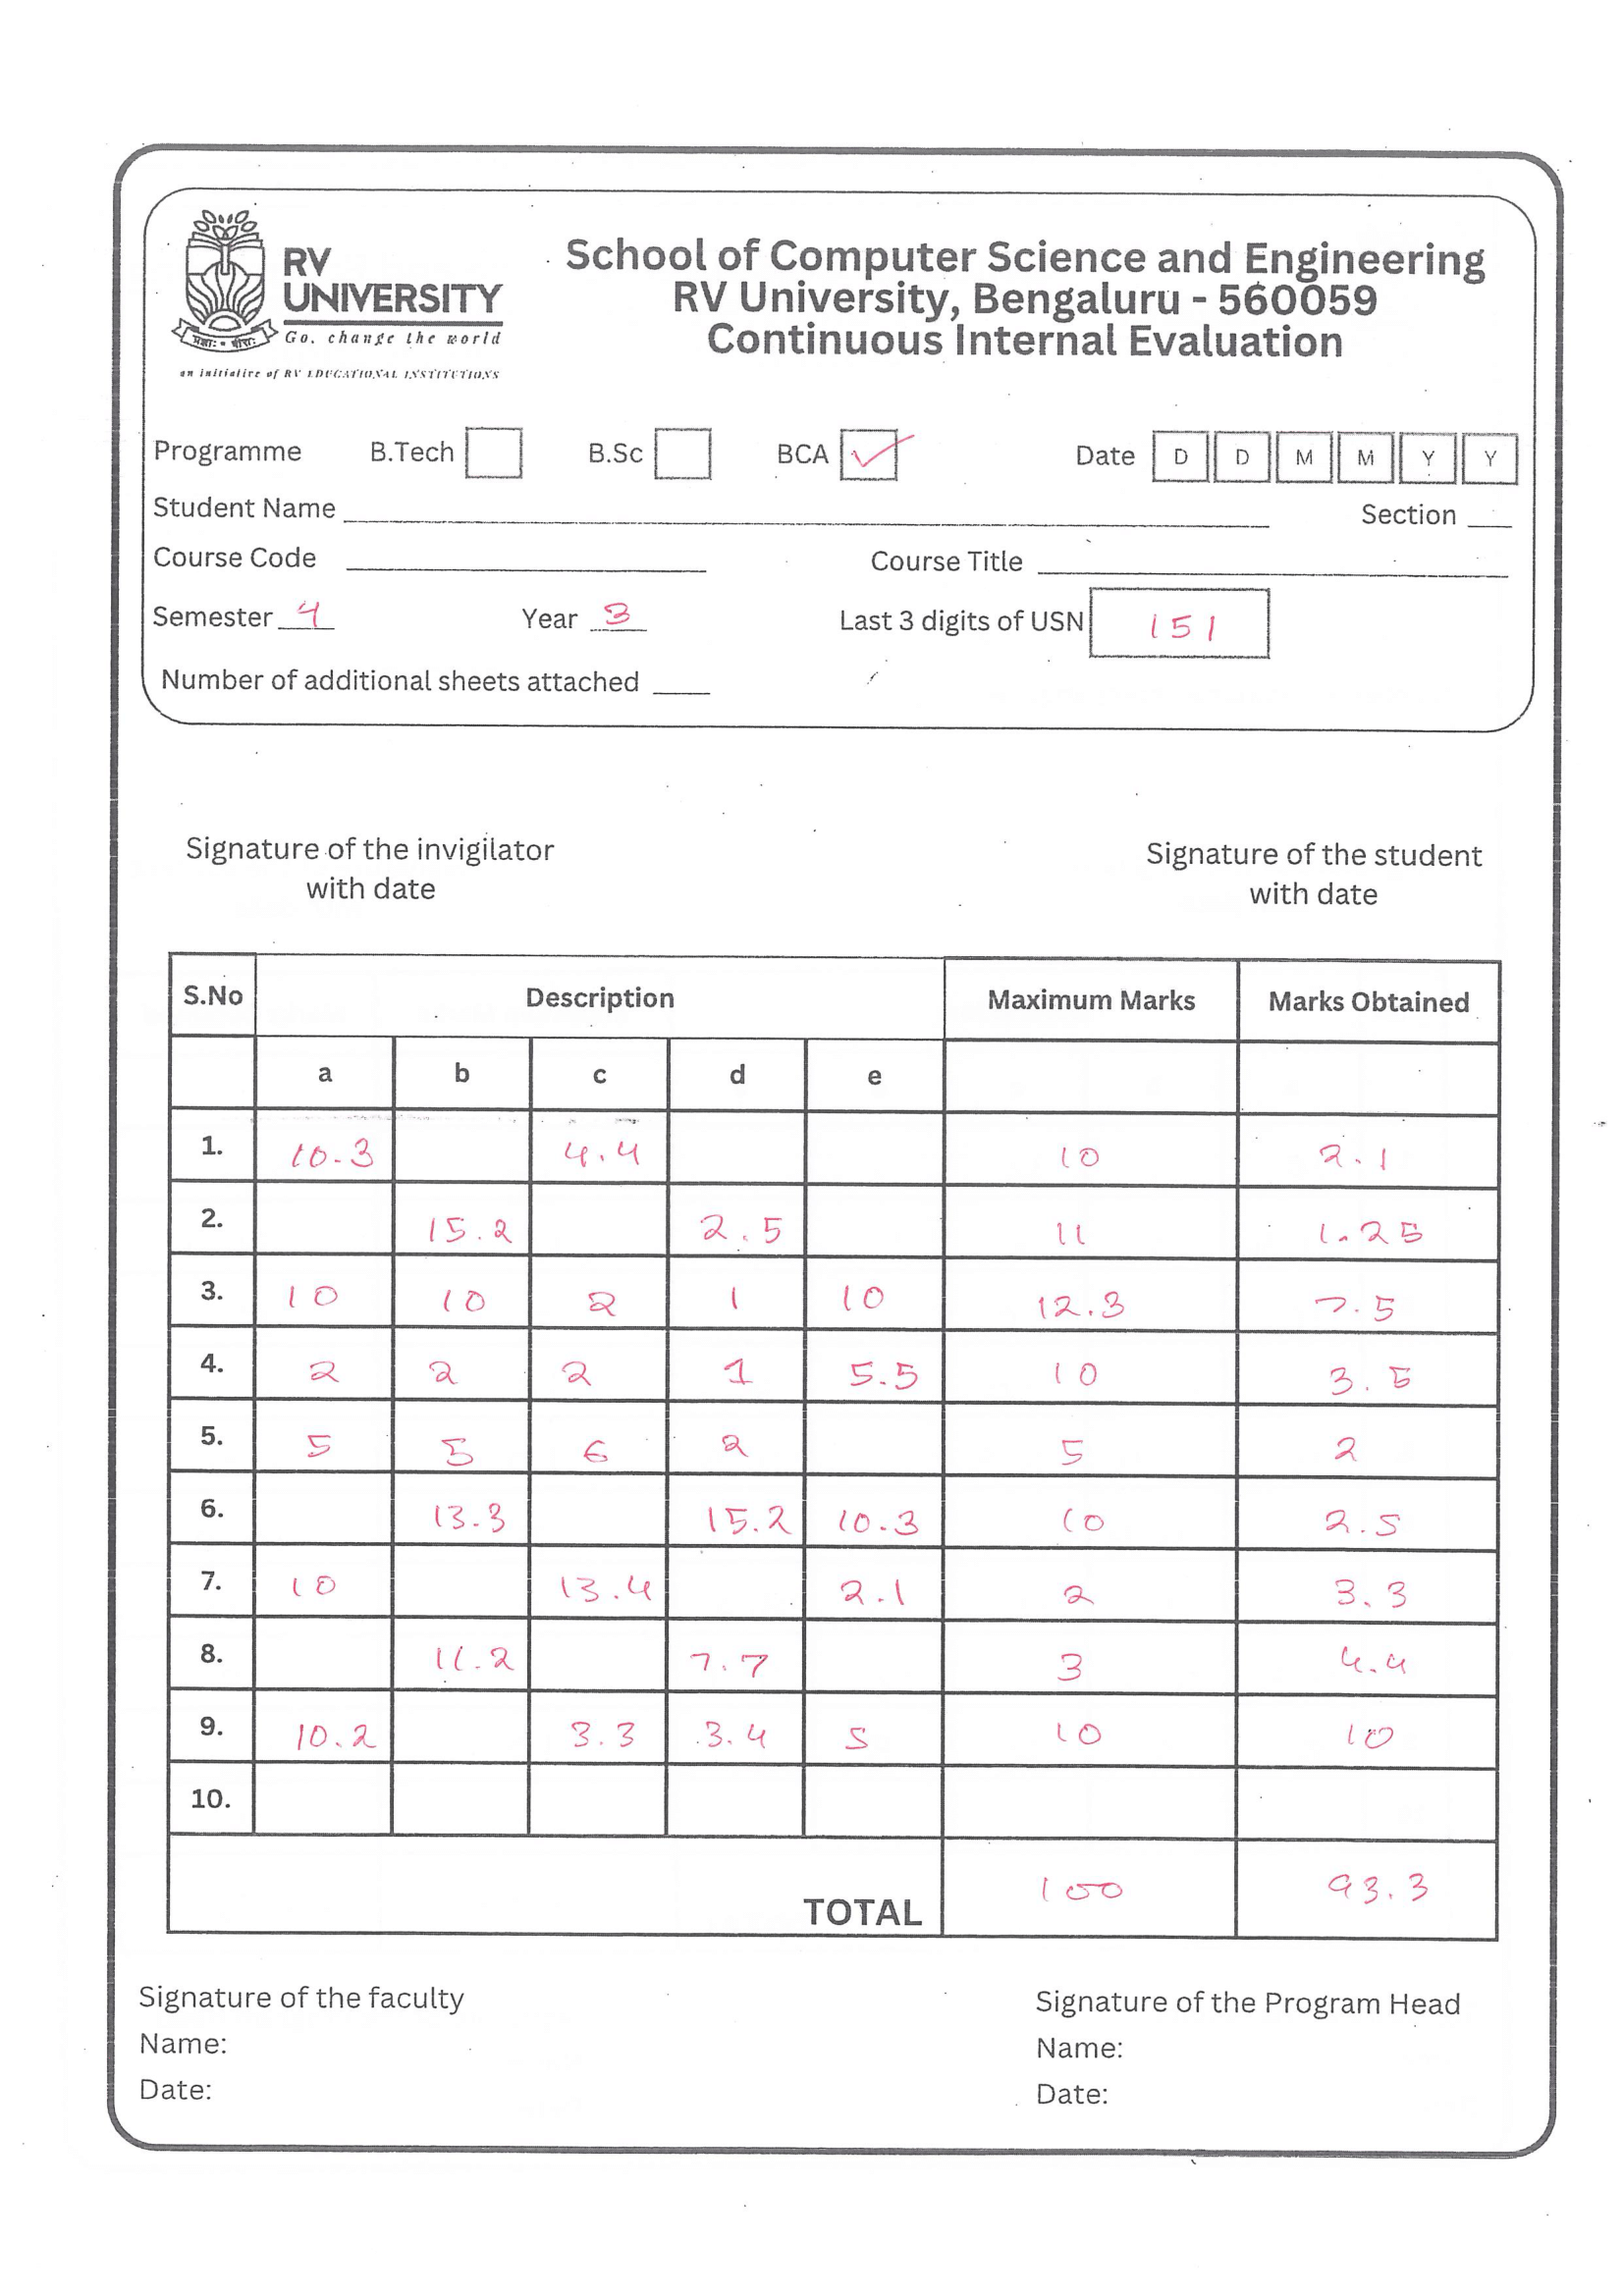 RV
UNIVERSITY
Go, change the world
an initiative of RV EDUCATIONAL INSTITUTIONS
School of Computer Science and Engineering
RV University, Bengaluru - 560059
Continuous Internal Evaluation
Programme B.Tech B.Sc BCA ✓ Date D D M M Y Y
Student Name Section
Course Code Course Title
Semester 4 Year 3 Last 3 digits of USN 151
Number of additional sheets attached
Signature of the invigilator with date
Signature of the student with date
S.No Description Maximum Marks Marks Obtained
a b c d e
1. 10.3 4.4 10 2.1
2. 15.2 2.5 11 1.25
3. 10 10 2 1 10 12.3 7.5
4. 2 2 2 1 5.5 10 3.5
5. 5 5 6 2 5 2
6. 13.3 15.2 10.3 10 2.5
7. 10 13.4 2.1 2 3.3
8. 11.2 7.7 3 4.4
9. 10.2 3.3 3.4 5 10 10
10.
TOTAL 100 93.3
Signature of the faculty Signature of the Program Head
Name: Name:
Date: Date: